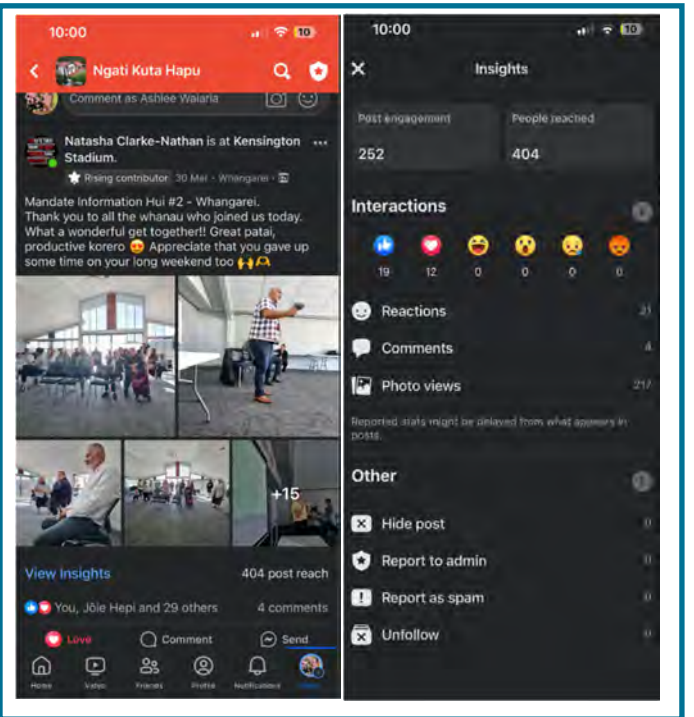 10:00
10
Ngati Kuta Hapu
Comment as Ashlee Waiaria
Natasha Clarke-Nathan is at Kensington
Stadium.
Rising contributor 30 Mar · Whangarei ·
Mandate Information Hui #2 - Whangarei.
Thank you to all the whanau who joined us today.
What a wonderful get together!! Great patai,
productive korero 😍 Appreciate that you gave up
some time on your long weekend too 🙌
+15
View Insights
404 post reach
You, Jōie Hepi and 29 others
4 comments
Love
Comment
Send
Home
Video
Friends
Profile
Notifications
10:00
10
Insights
Post engagement
People reached
252
404
Interactions
19
12
0
0
0
0
Reactions
21
Comments
4
Photo views
217
Reported stats might be delayed from what appears in
posts.
Other
Hide post
0
Report to admin
0
Report as spam
0
Unfollow
0